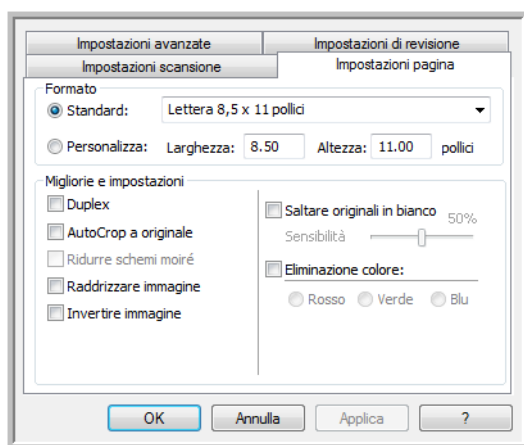 Impostazioni avanzate
Impostazioni di revisione
Impostazioni scansione
Impostazioni pagina
Formato
Standard: Lettera 8,5 x 11 pollici
Personalizza: Larghezza: 8.50 Altezza: 11.00 pollici
Migliorie e impostazioni
Duplex
AutoCrop a originale
Ridurre schemi moiré
Raddrizzare immagine
Invertire immagine
Saltare originali in bianco 50%
Sensibilità
Eliminazione colore:
Rosso Verde Blu
OK Annulla Applica ?